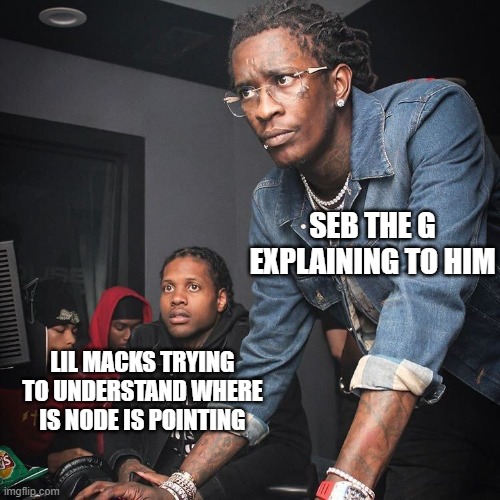 SEB THE G
EXPLAINING TO HIM
LIL MACKS TRYING
TO UNDERSTAND WHERE
IS NODE IS POINTING
imgflip.com